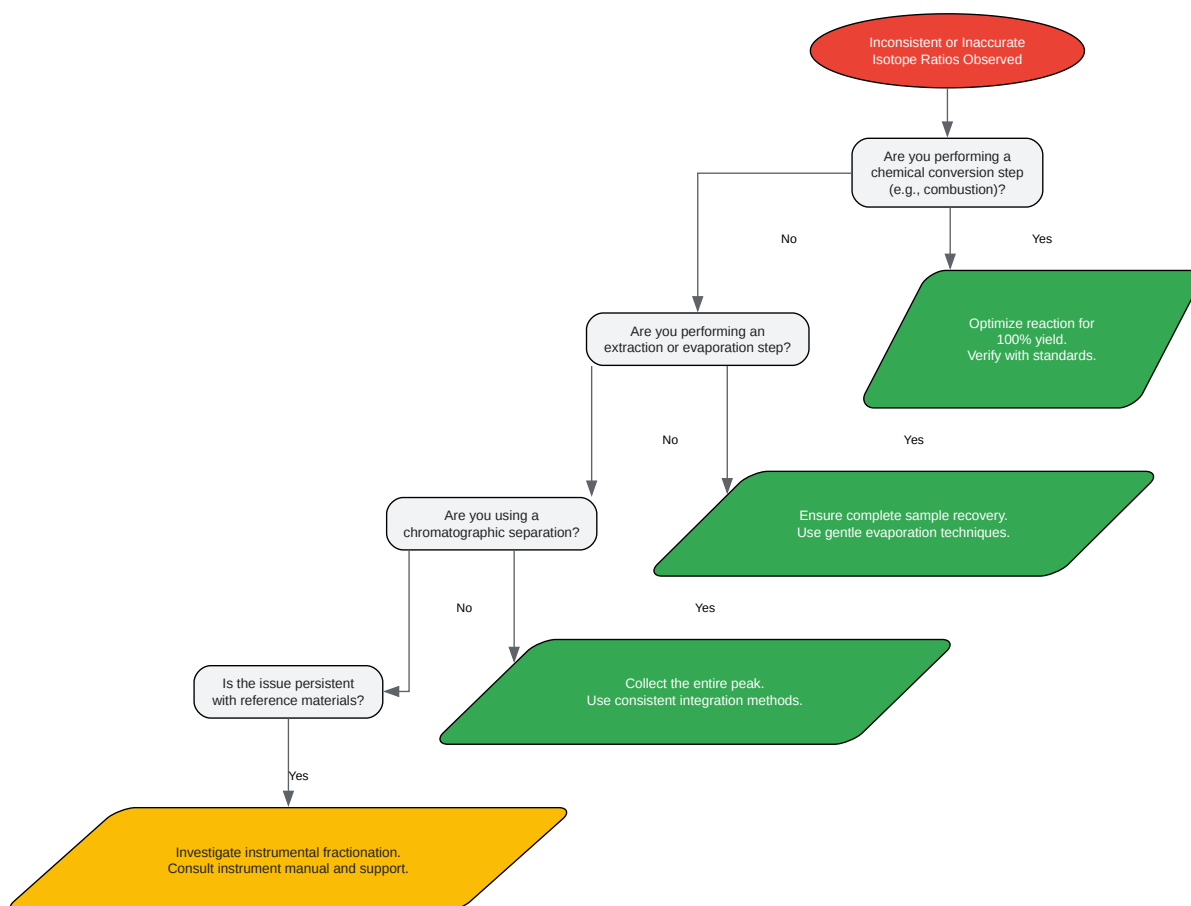 Inconsistent or Inaccurate
Isotope Ratios Observed
Are you performing a
chemical conversion step
(e.g., combustion)?
No
Yes
Optimize reaction for
100% yield.
Verify with standards.
Are you performing an
extraction or evaporation step?
No
Yes
Ensure complete sample recovery.
Use gentle evaporation techniques.
Are you using a
chromatographic separation?
No
Yes
Collect the entire peak.
Use consistent integration methods.
Is the issue persistent
with reference materials?
Yes
Investigate instrumental fractionation.
Consult instrument manual and support.